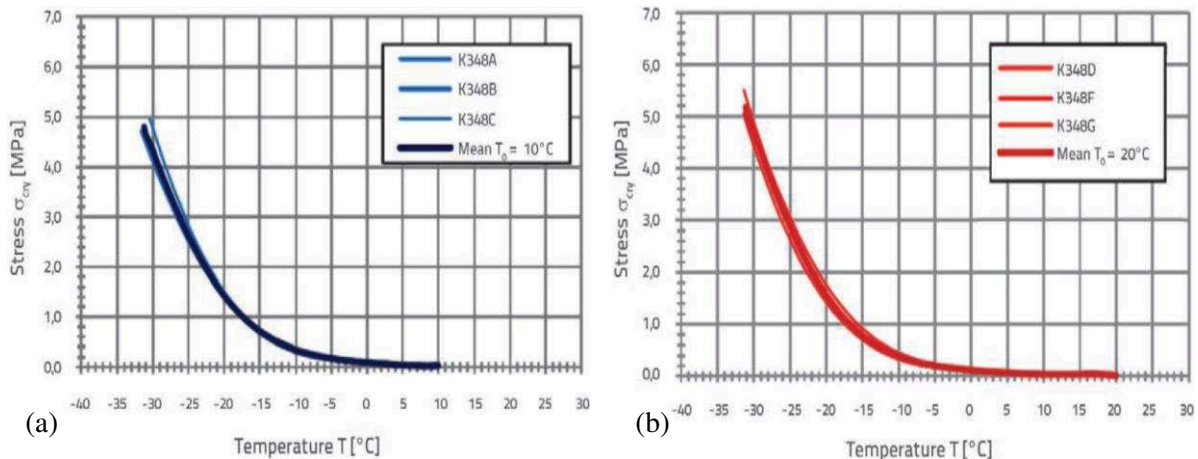 7,0
6,0
5,0
4,0
3,0
2,0
1,0
0,0
Stress σcry [MPa]
K348A
K348B
K348C
Mean T0 = 10°C
-40 -35 -30 -25 -20 -15 -10 -5 0 5 10 15 20 25 30
Temperature T [°C]
(a)
7,0
6,0
5,0
4,0
3,0
2,0
1,0
0,0
Stress σcry [MPa]
K348D
K348F
K348G
Mean T0 = 20°C
-40 -35 -30 -25 -20 -15 -10 -5 0 5 10 15 20 25 30
Temperature T [°C]
(b)